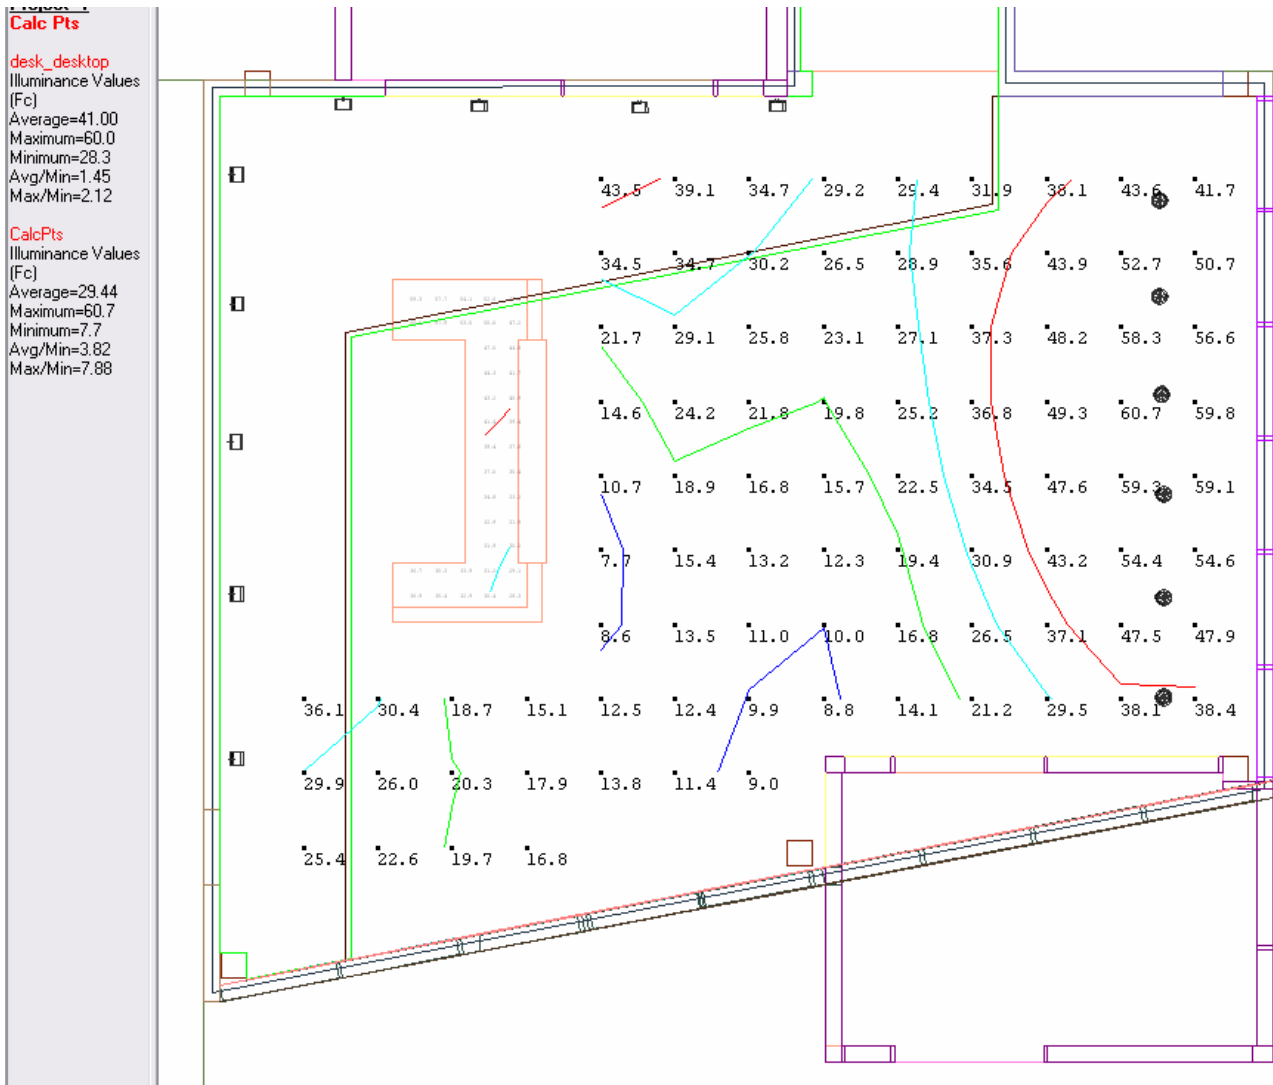 Calc Pts
desk_desktop
Illuminance Values
(Fc)
Average=41.00
Maximum=60.0
Minimum=28.3
Avg/Min=1.45
Max/Min=2.12
CalcPts
Illuminance Values
(Fc)
Average=29.44
Maximum=60.7
Minimum=7.7
Avg/Min=3.82
Max/Min=7.88
43.5 39.1 34.7 29.2 29.4 31.9 38.1 43.6 41.7
34.5 34.7 30.2 26.5 28.9 35.6 43.9 52.7 50.7
21.7 29.1 25.8 23.1 27.1 37.3 48.2 58.3 56.6
14.6 24.2 21.8 19.8 25.2 36.8 49.3 60.7 59.8
10.7 18.9 16.8 15.7 22.5 34.5 47.6 59.3 59.1
7.7 15.4 13.2 12.3 19.4 30.9 43.2 54.4 54.6
8.6 13.5 11.0 10.0 16.8 26.5 37.1 47.5 47.9
36.1 30.4 18.7 15.1 12.5 12.4 9.9 8.8 14.1 21.2 29.5 38.1 38.4
29.9 26.0 20.3 17.9 13.8 11.4 9.0
25.4 22.6 19.7 16.8